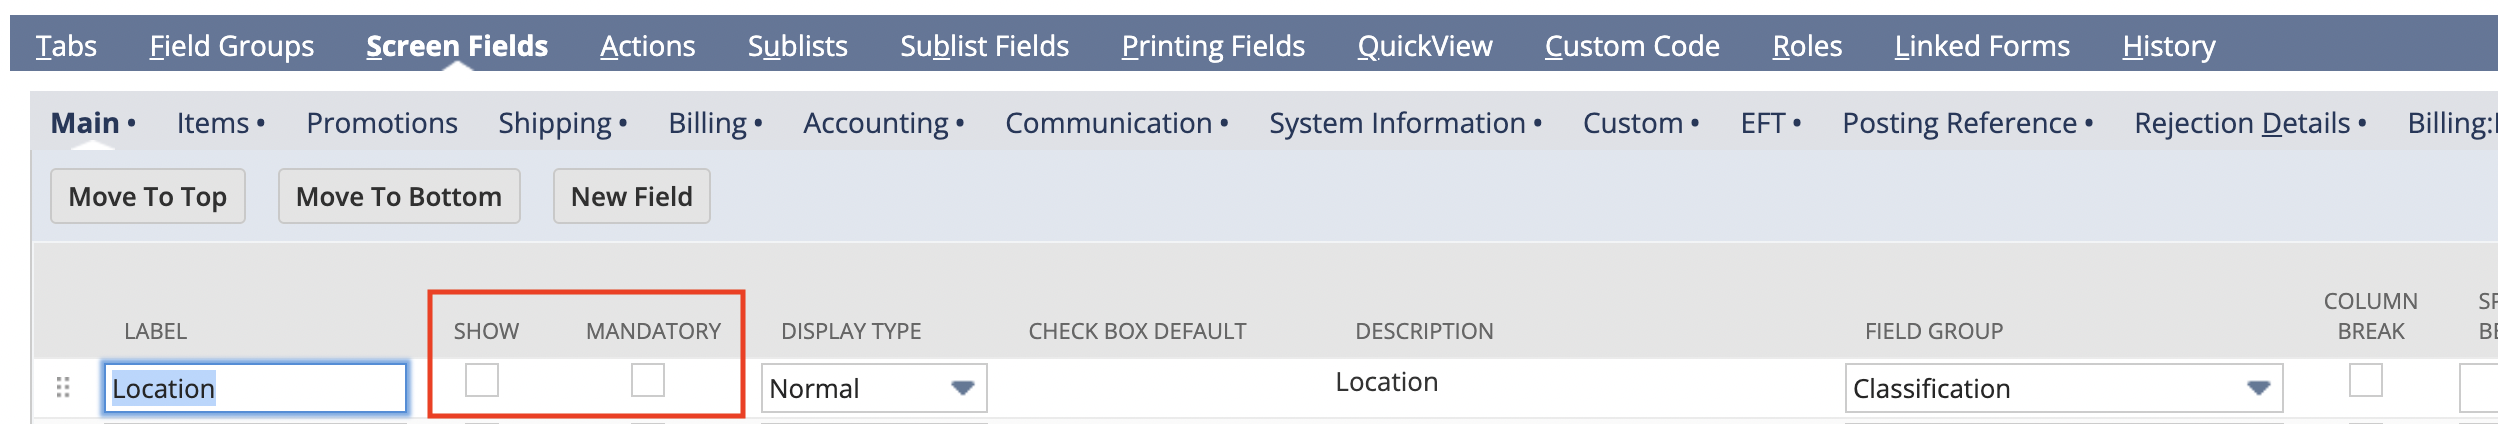 Tabs Field Groups Screen Fields Actions Sublists Sublist Fields Printing Fields QuickView Custom Code Roles Linked Forms History
Main • Items • Promotions Shipping • Billing • Accounting • Communication • System Information • Custom • EFT • Posting Reference • Rejection Details • Billing:
Move To Top Move To Bottom New Field
LABEL SHOW MANDATORY DISPLAY TYPE CHECK BOX DEFAULT DESCRIPTION FIELD GROUP COLUMN BREAK
Location Normal Location Classification